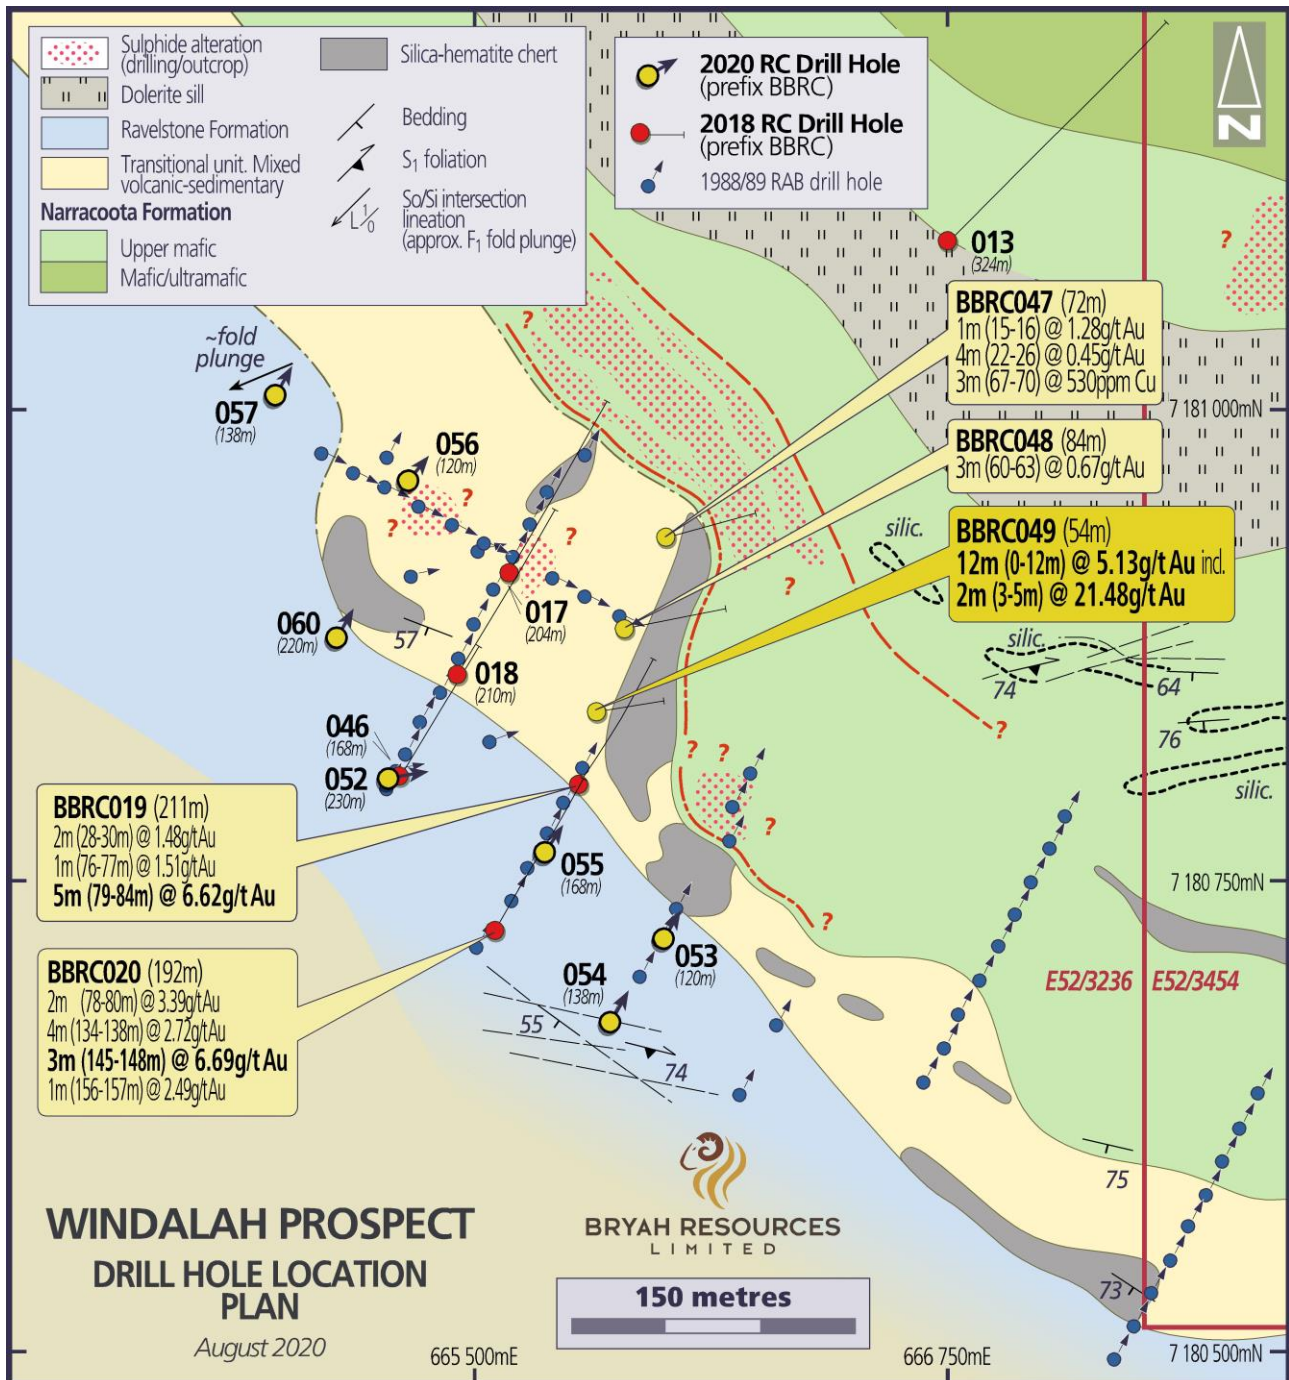 Sulphide alteration
(drilling/outcrop)
Dolerite sill
Ravelstone Formation
Transitional unit. Mixed
volcanic-sedimentary
Narracoota Formation
Upper mafic
Mafic/ultramafic
Silica-hematite chert
Bedding
S1 foliation
L 1/0
So/Si intersection
lineation
(approx. F1 fold plunge)
2020 RC Drill Hole
(prefix BBRC)
2018 RC Drill Hole
(prefix BBRC)
1988/89 RAB drill hole
N
013
(324m)
?
BBRC047 (72m)
1m (15-16) @ 1.28g/t Au
4m (22-26) @ 0.45g/t Au
3m (67-70) @ 530ppm Cu
7 181 000mN
BBRC048 (84m)
3m (60-63) @ 0.67g/t Au
BBRC049 (54m)
12m (0-12m) @ 5.13g/t Au incl.
2m (3-5m) @ 21.48g/t Au
~fold
plunge
057
(138m)
056
(120m)
?
?
?
?
?
silic.
017
(204m)
060
(220m)
57
018
(210m)
silic.
74
64
76
silic.
?
046
(168m)
052
(230m)
?
?
?
?
BBRC019 (211m)
2m (28-30m) @ 1.48g/tAu
1m (76-77m) @ 1.51g/tAu
5m (79-84m) @ 6.62g/t Au
055
(168m)
7 180 750mN
053
(120m)
054
(138m)
55
74
BBRC020 (192m)
2m (78-80m) @ 3.39g/tAu
4m (134-138m) @ 2.72g/tAu
3m (145-148m) @ 6.69g/t Au
1m (156-157m) @ 2.49g/tAu
E52/3236
E52/3454
75
73
WINDALAH PROSPECT
DRILL HOLE LOCATION
PLAN
August 2020
BRYAH RESOURCES
LIMITED
150 metres
665 500mE
666 750mE
7 180 500mN